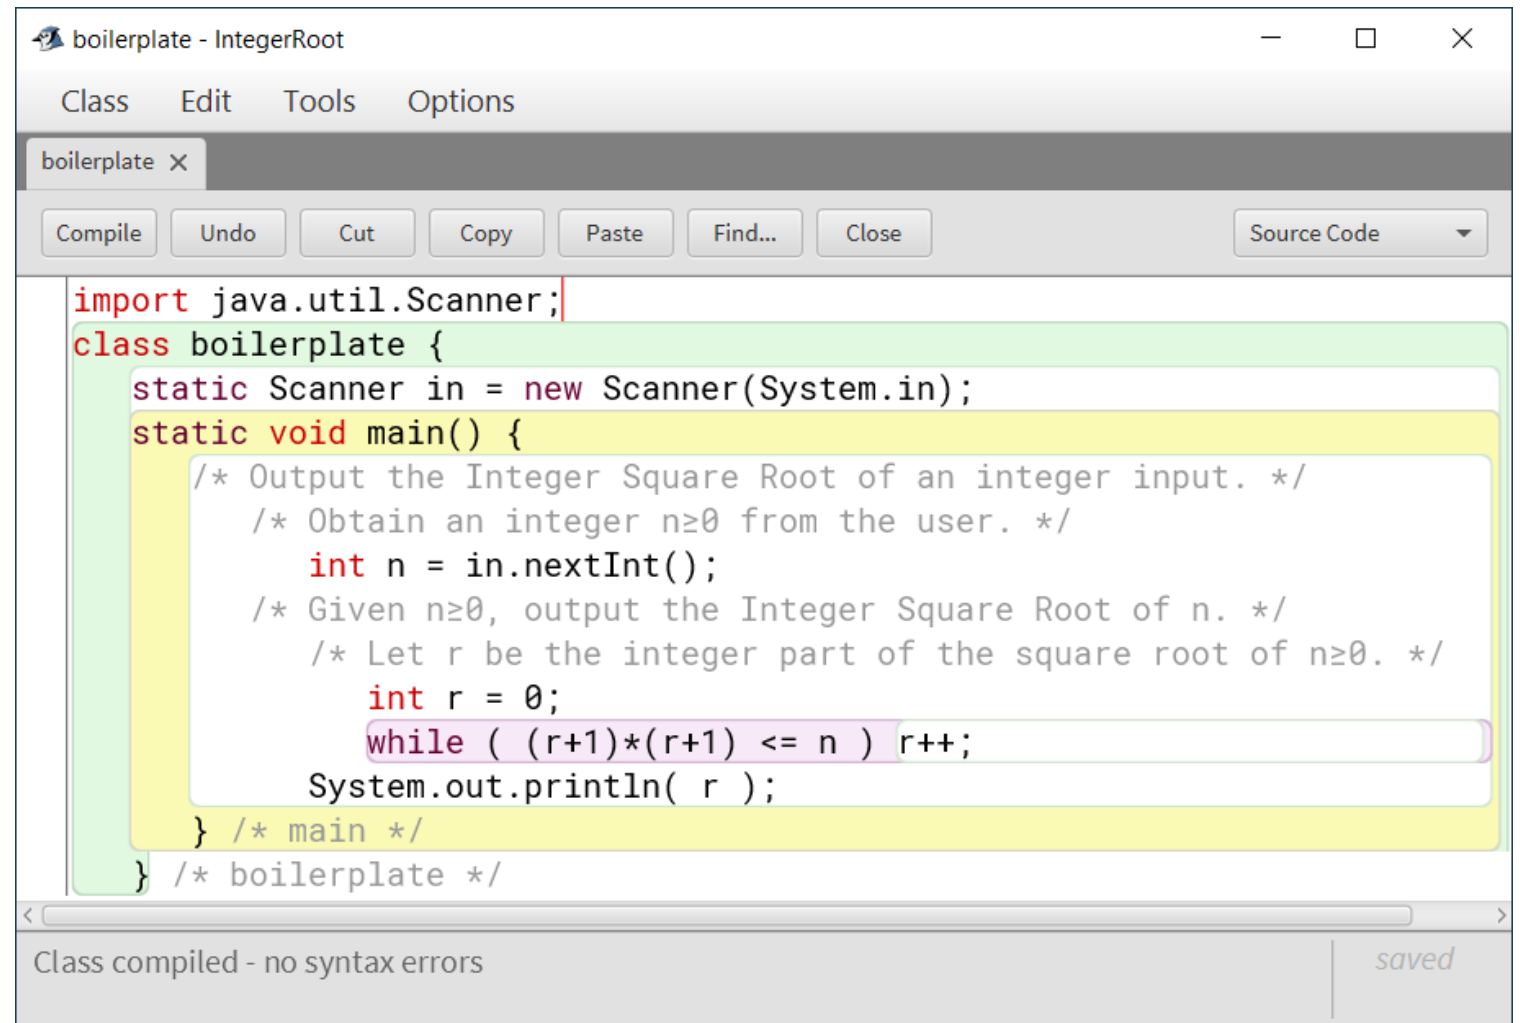 boilerplate - IntegerRoot
Class Edit Tools Options
boilerplate
Compile Undo Cut Copy Paste Find... Close Source Code
import java.util.Scanner;
class boilerplate {
static Scanner in = new Scanner(System.in);
static void main() {
/* Output the Integer Square Root of an integer input. */
/* Obtain an integer n≥0 from the user. */
int n = in.nextInt();
/* Given n≥0, output the Integer Square Root of n. */
/* Let r be the integer part of the square root of n≥0. */
int r = 0;
while ( (r+1)*(r+1) <= n ) r++;
System.out.println( r );
} /* main */
} /* boilerplate */
Class compiled - no syntax errors
saved